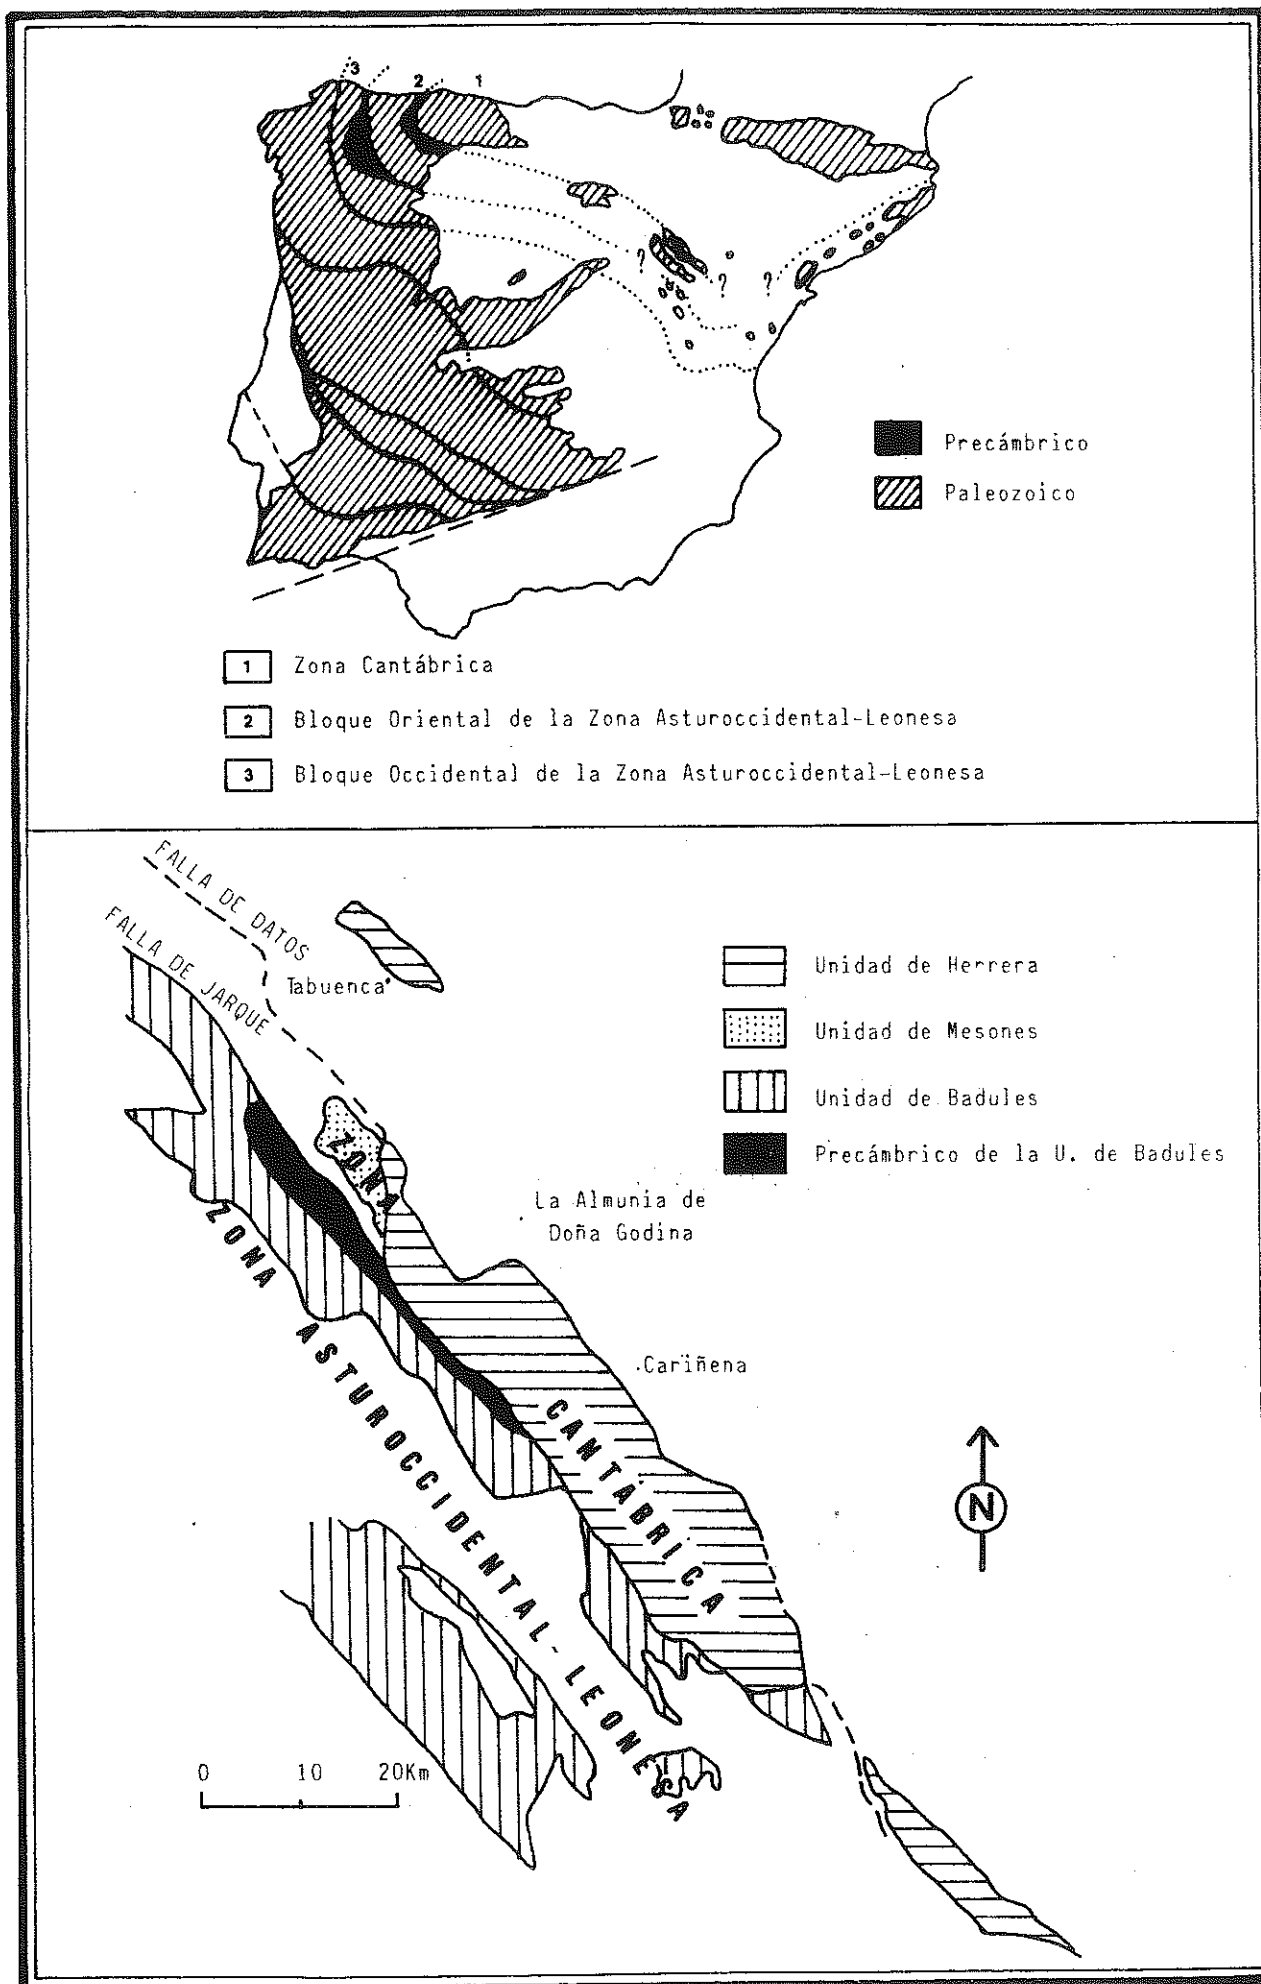 3
2
1
?
?
?
Precámbrico
Paleozoico
1 Zona Cantábrica
2 Bloque Oriental de la Zona Asturoccidental-Leonesa
3 Bloque Occidental de la Zona Asturoccidental-Leonesa
FALLA DE DATOS
FALLA DE JARQUE
Tabuenca
Unidad de Herrera
Unidad de Mesones
Unidad de Badules
Precámbrico de la U. de Badules
La Almunia de
Doña Godina
Cariñena
ZONA CANTÁBRICA
ZONA ASTUROCCIDENTAL-LEONESA
N
0 10 20Km